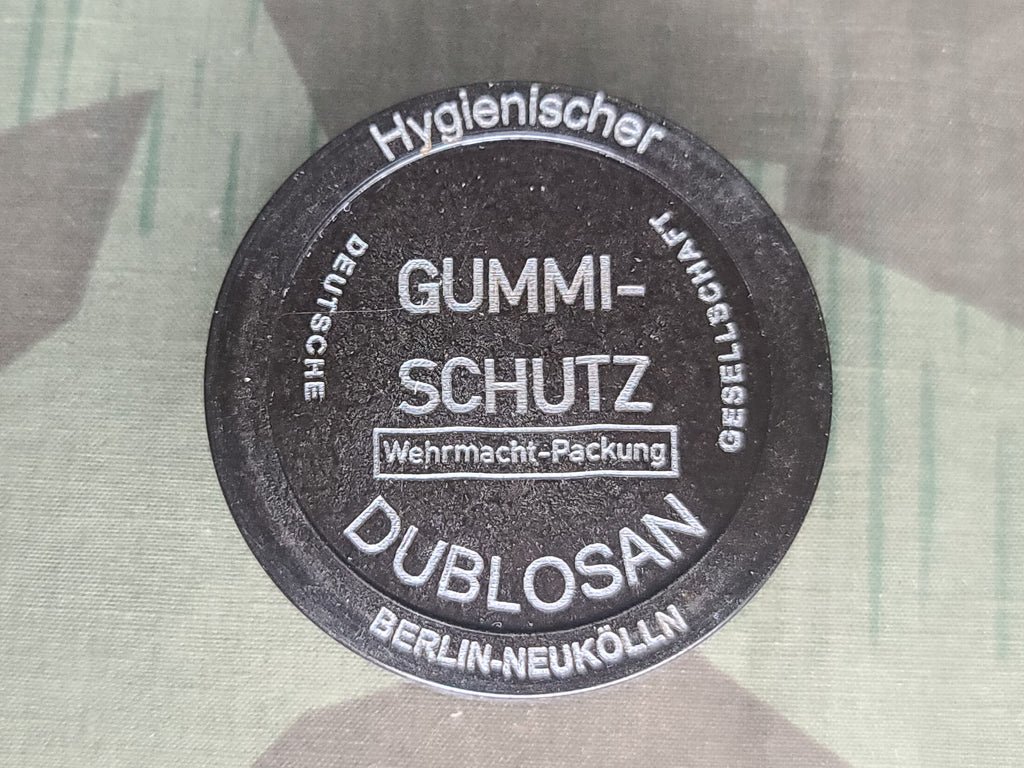 Hygienischer
GUMMI-
SCHUTZ
Wehrmacht-Packung
DUBLOSAN
DEUTSCHE
GESELLSCHAFT
BERLIN-NEUKÖLLN